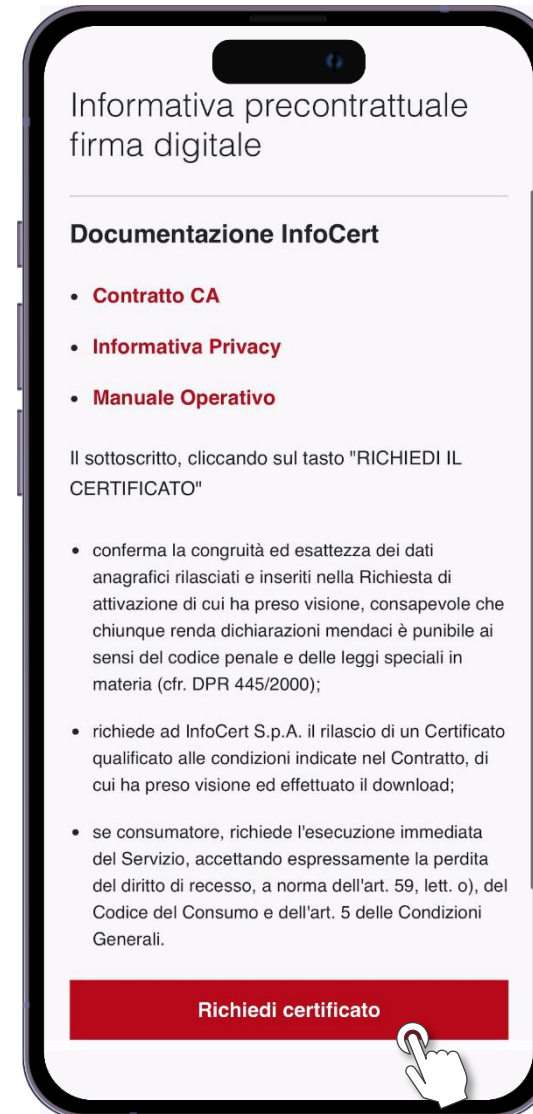 Informativa precontrattuale
firma digitale
Documentazione InfoCert
• Contratto CA
• Informativa Privacy
• Manuale Operativo
Il sottoscritto, cliccando sul tasto "RICHIEDI IL
CERTIFICATO"
• conferma la congruità ed esattezza dei dati
anagrafici rilasciati e inseriti nella Richiesta di
attivazione di cui ha preso visione, consapevole che
chiunque renda dichiarazioni mendaci è punibile ai
sensi del codice penale e delle leggi speciali in
materia (cfr. DPR 445/2000);
• richiede ad InfoCert S.p.A. il rilascio di un Certificato
qualificato alle condizioni indicate nel Contratto, di
cui ha preso visione ed effettuato il download;
• se consumatore, richiede l'esecuzione immediata
del Servizio, accettando espressamente la perdita
del diritto di recesso, a norma dell'art. 59, lett. o), del
Codice del Consumo e dell'art. 5 delle Condizioni
Generali.
Richiedi certificato